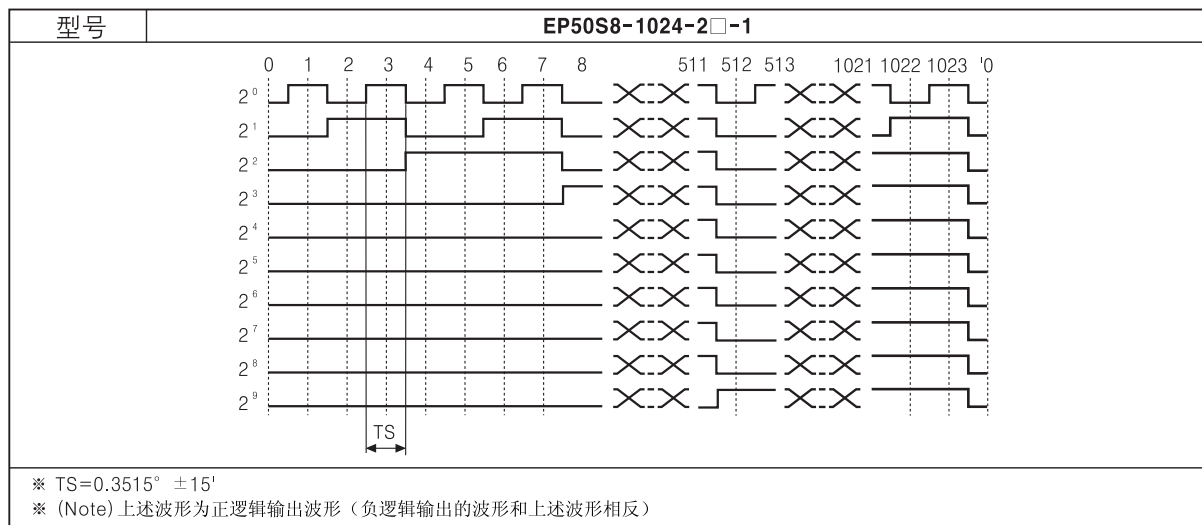 型号 EP50S8-1024-2□-1
0 1 2 3 4 5 6 7 8 511 512 513 1021 1022 1023 '0
2⁰
2¹
2²
2³
2⁴
2⁵
2⁶
2⁷
2⁸
2⁹
TS
※ TS=0.3515° ±15'
※ (Note)上述波形为正逻辑输出波形（负逻辑输出的波形和上述波形相反）